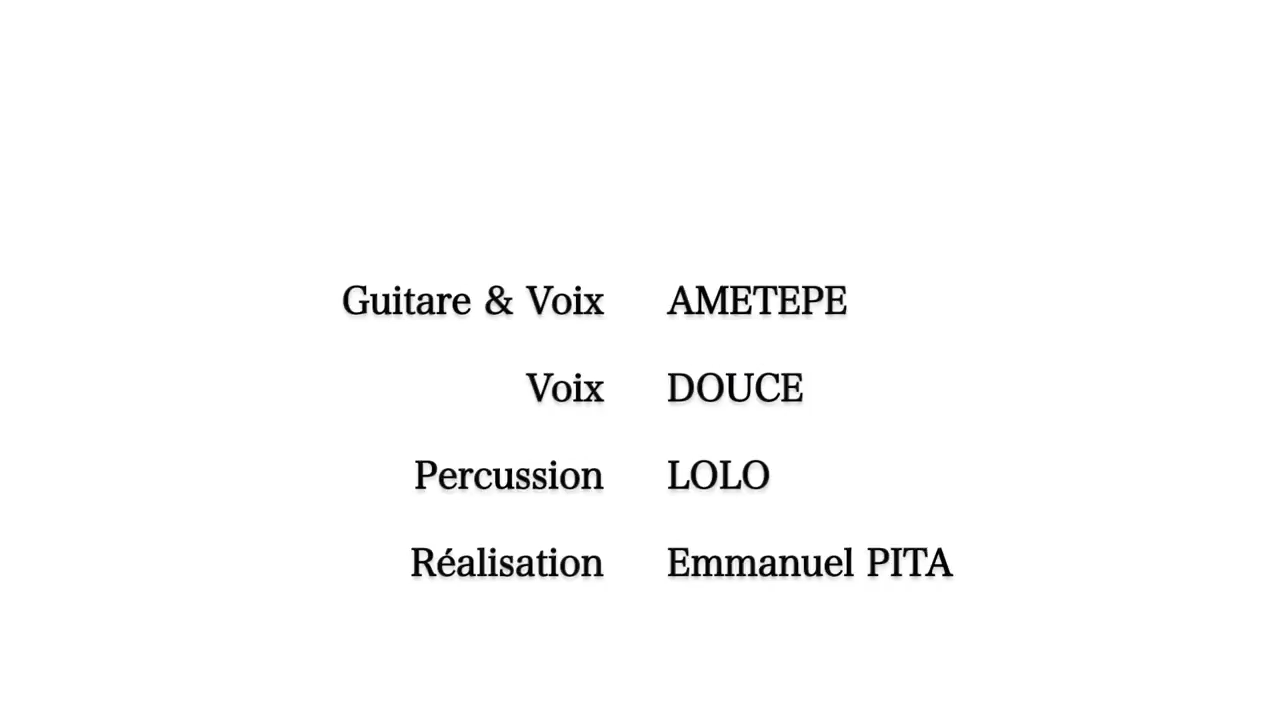 Guitare & Voix AMETEPE
Voix DOUCE
Percussion LOLO
Réalisation Emmanuel PITA